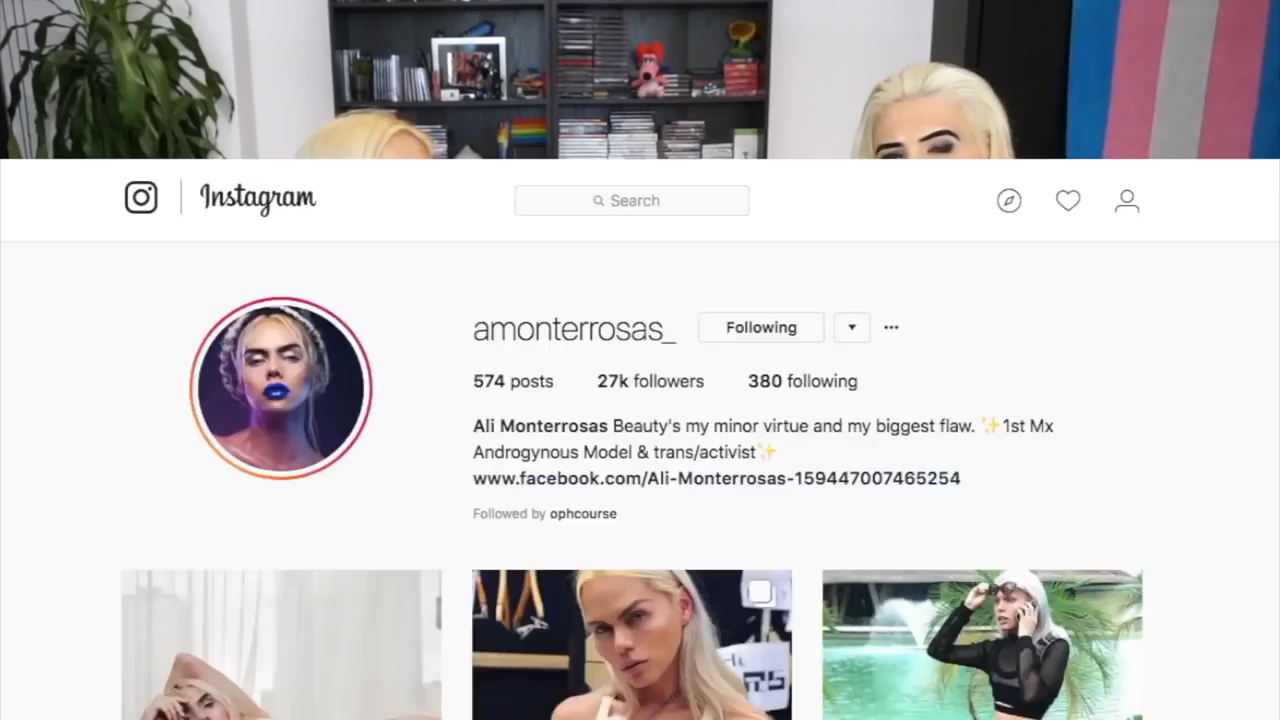 Instagram
Search
amonterrosas_ Following
574 posts 27k followers 380 following
Ali Monterrosas Beauty's my minor virtue and my biggest flaw. ✨1st Mx
Androgynous Model & trans/activist✨
www.facebook.com/Ali-Monterrosas-159447007465254
Followed by ophcourse